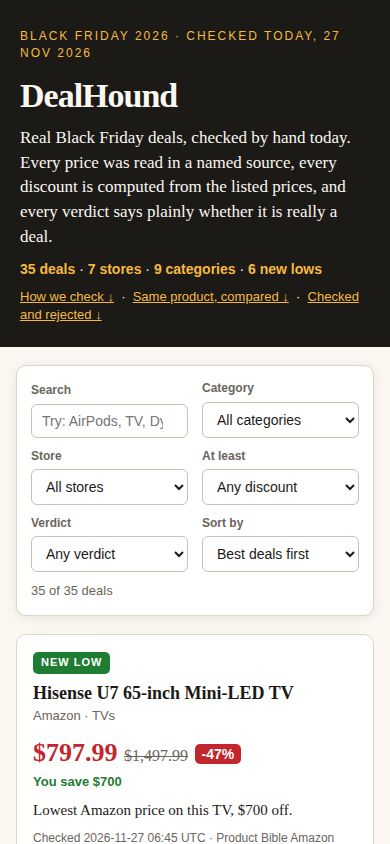 BLACK FRIDAY 2026 · CHECKED TODAY, 27
NOV 2026
DealHound
Real Black Friday deals, checked by hand today.
Every price was read in a named source, every
discount is computed from the listed prices, and
every verdict says plainly whether it is really a
deal.
35 deals · 7 stores · 9 categories · 6 new lows
How we check ↓ · Same product, compared ↓ · Checked
and rejected ↓
Search Category
Try: AirPods, TV, Dy All categories
Store At least
All stores Any discount
Verdict Sort by
Any verdict Best deals first
35 of 35 deals
NEW LOW
Hisense U7 65-inch Mini-LED TV
Amazon · TVs
$797.99 $1,497.99 -47%
You save $700
Lowest Amazon price on this TV, $700 off.
Checked 2026-11-27 06:45 UTC · Product Bible Amazon